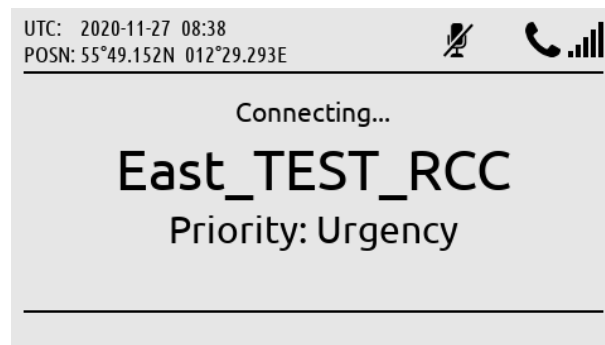 UTC: 2020-11-27 08:38
POSN: 55°49.152N 012°29.293E
Connecting...
East_TEST_RCC
Priority: Urgency